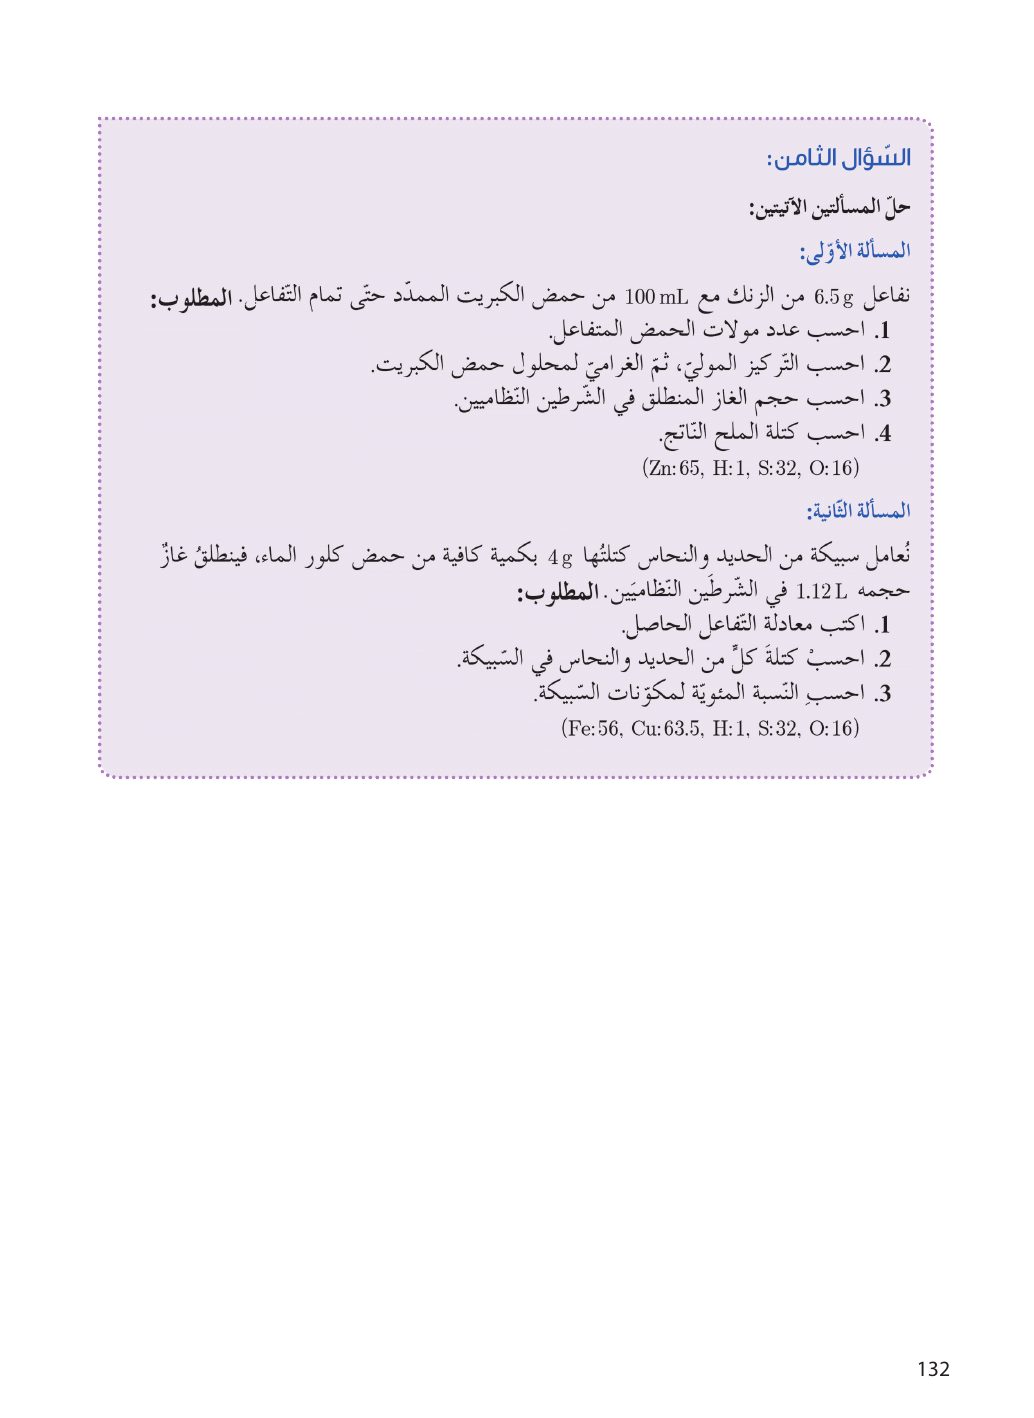 السّؤال الثّامن:
حلّ المسألتين الآتيتين:
المسألة الأوّلى:
نفاعل 6.5 g من الزنك مع 100 mL من حمض الكبريت الممدّد حتّى تمام التّفاعل. المطلوب:
1. احسب عدد مولات الحمض المتفاعل.
2. احسب التّركيز الموليّ، ثمّ الغراميّ لمحلول حمض الكبريت.
3. احسب حجم الغاز المنطلق في الشّرطين النّظاميين.
4. احسب كتلة الملح النّاتج.
(Zn:65, H:1, S:32, O:16)
المسألة الثّانية:
نُعامل سبيكة من الحديد والنحاس كتلتُها 4 g بكمية كافية من حمض كلور الماء، فينطلقُ غازٌ
حجمه 1.12 L في الشّرطَين النّظاميَين. المطلوب:
1. اكتب معادلة التّفاعل الحاصل.
2. احسبْ كتلةَ كلٍّ من الحديد والنحاس في السّبيكة.
3. احسبِ النّسبة المئويّة لمكوّنات السّبيكة.
(Fe:56, Cu:63.5, H:1, S:32, O:16)
132